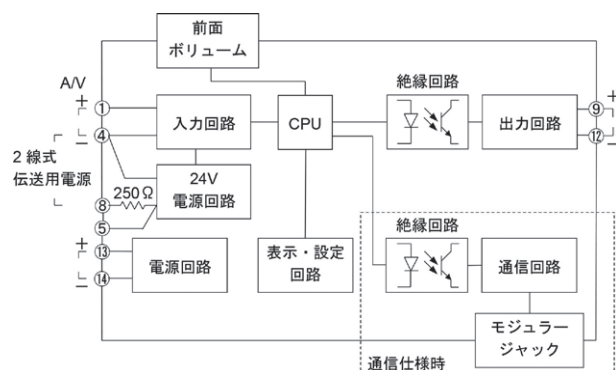 前面
ボリューム
A/V
＋
①
－
④
2 線式
伝送用電源
250Ω
⑧
⑤
＋
⑬
－
⑭
入力回路
24V
電源回路
電源回路
CPU
表示・設定
回路
絶縁回路
出力回路
⑨
＋
⑫
－
絶縁回路
通信回路
モジュラー
ジャック
通信仕様時